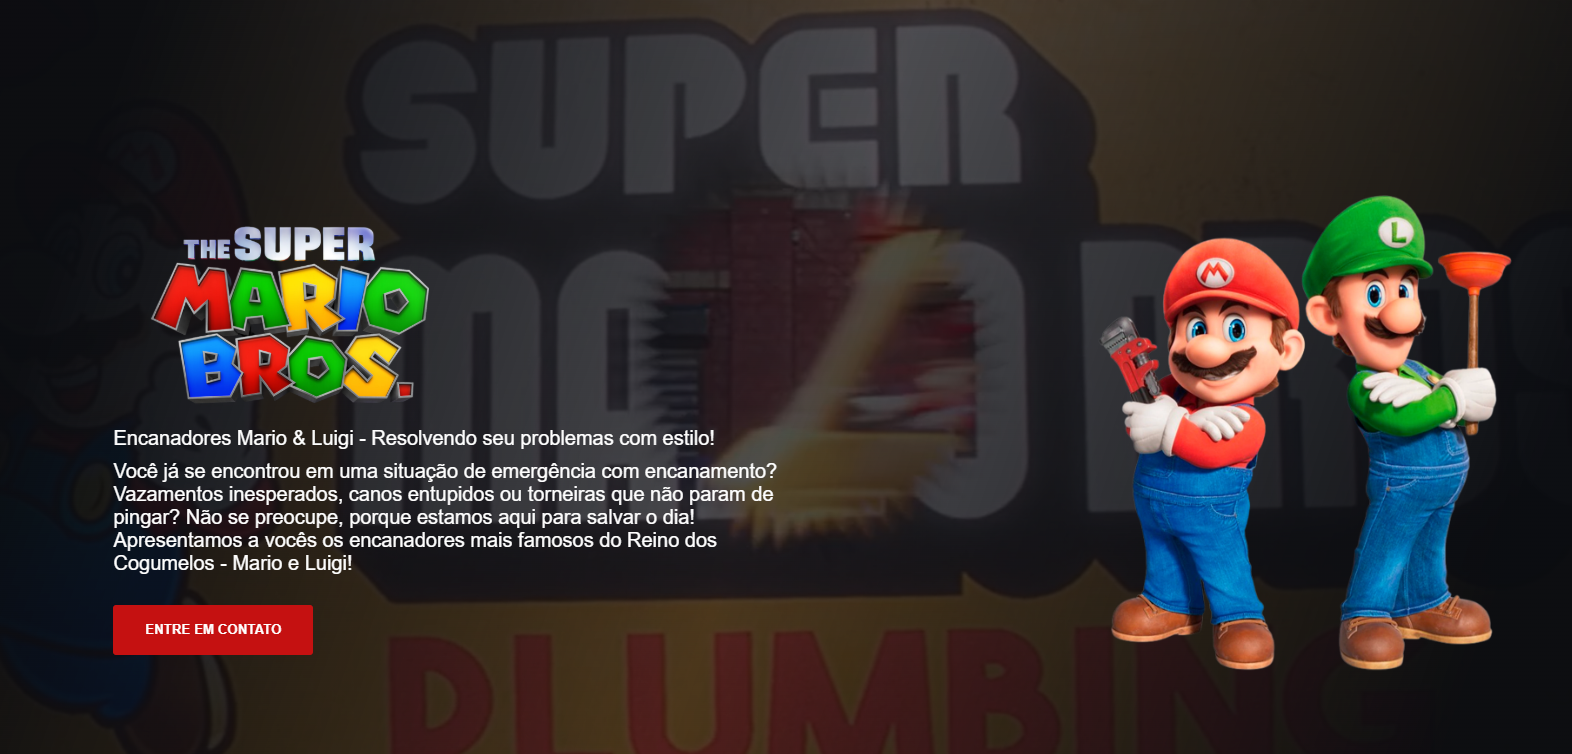 SUPER
THE SUPER
MARIO
BROS.
Encanadores Mario & Luigi - Resolvendo seu problemas com estilo!
Você já se encontrou em uma situação de emergência com encanamento?
Vazamentos inesperados, canos entupidos ou torneiras que não param de
pingar? Não se preocupe, porque estamos aqui para salvar o dia!
Apresentamos a vocês os encanadores mais famosos do Reino dos
Cogumelos - Mario e Luigi!
ENTRE EM CONTATO
PLUMBING
M
L